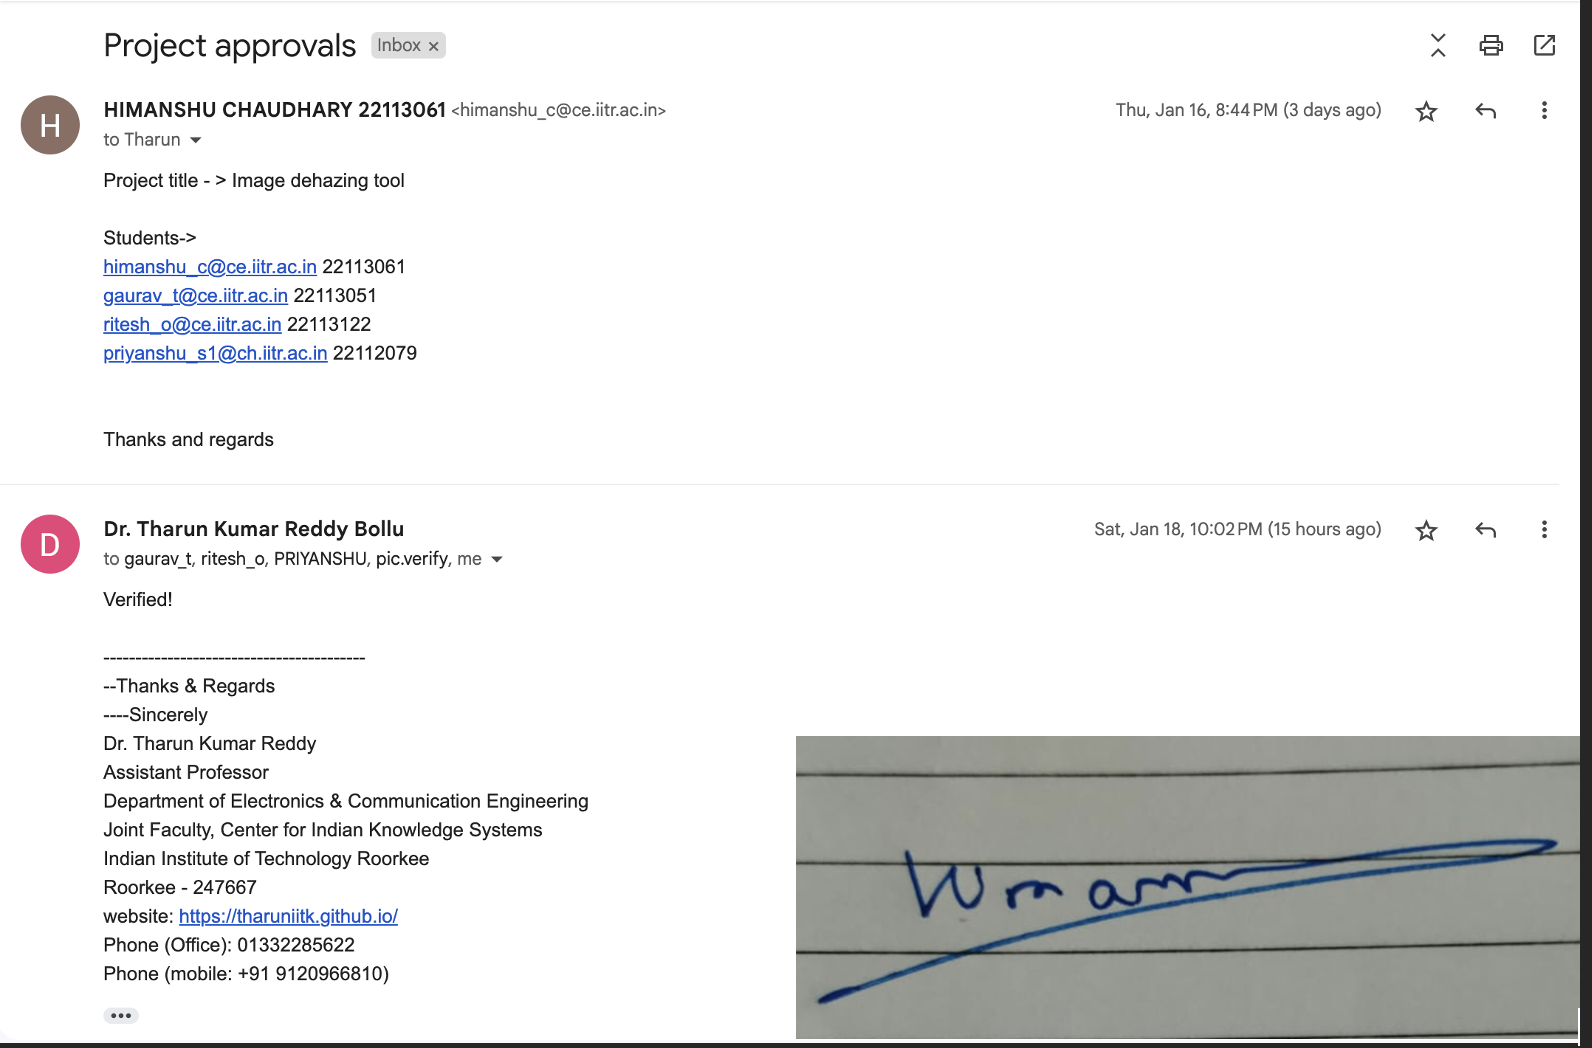 Project approvals Inbox ×
HIMANSHU CHAUDHARY 22113061 <himanshu_c@ce.iitr.ac.in> Thu, Jan 16, 8:44 PM (3 days ago)
H
to Tharun
Project title - > Image dehazing tool
Students->
himanshu_c@ce.iitr.ac.in 22113061
gaurav_t@ce.iitr.ac.in 22113051
ritesh_o@ce.iitr.ac.in 22113122
priyanshu_s1@ch.iitr.ac.in 22112079
Thanks and regards
Dr. Tharun Kumar Reddy Bollu Sat, Jan 18, 10:02 PM (15 hours ago)
D
to gaurav_t, ritesh_o, PRIYANSHU, pic.verify, me
Verified!
-----------------------------------------
--Thanks & Regards
----Sincerely
Dr. Tharun Kumar Reddy
Assistant Professor
Department of Electronics & Communication Engineering
Joint Faculty, Center for Indian Knowledge Systems
Indian Institute of Technology Roorkee
Roorkee - 247667
website: https://tharuniitk.github.io/
Phone (Office): 01332285622
Phone (mobile: +91 9120966810)